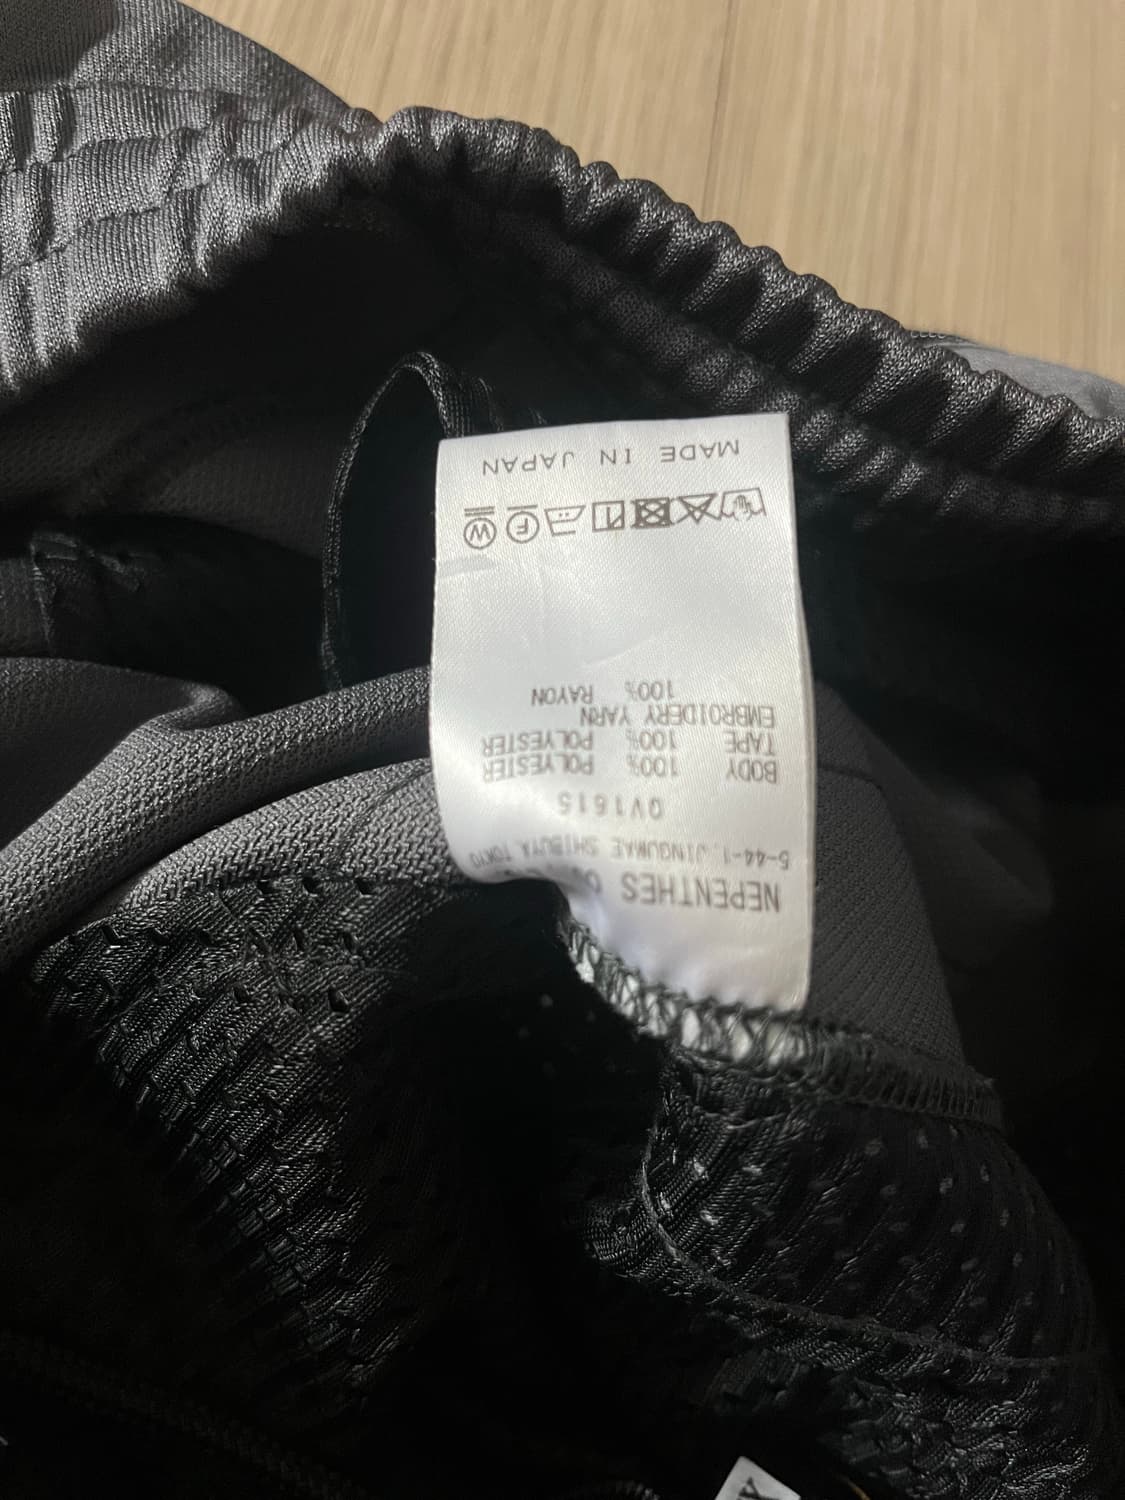 NEPENTHES
5-44-1, JINGUMAE SHIBUYA TOKYO
QV1615
BODY POLYESTER 100%
TAPE POLYESTER 100%
EMBROIDERY YARN
RAYON 100%
W F
MADE IN JAPAN